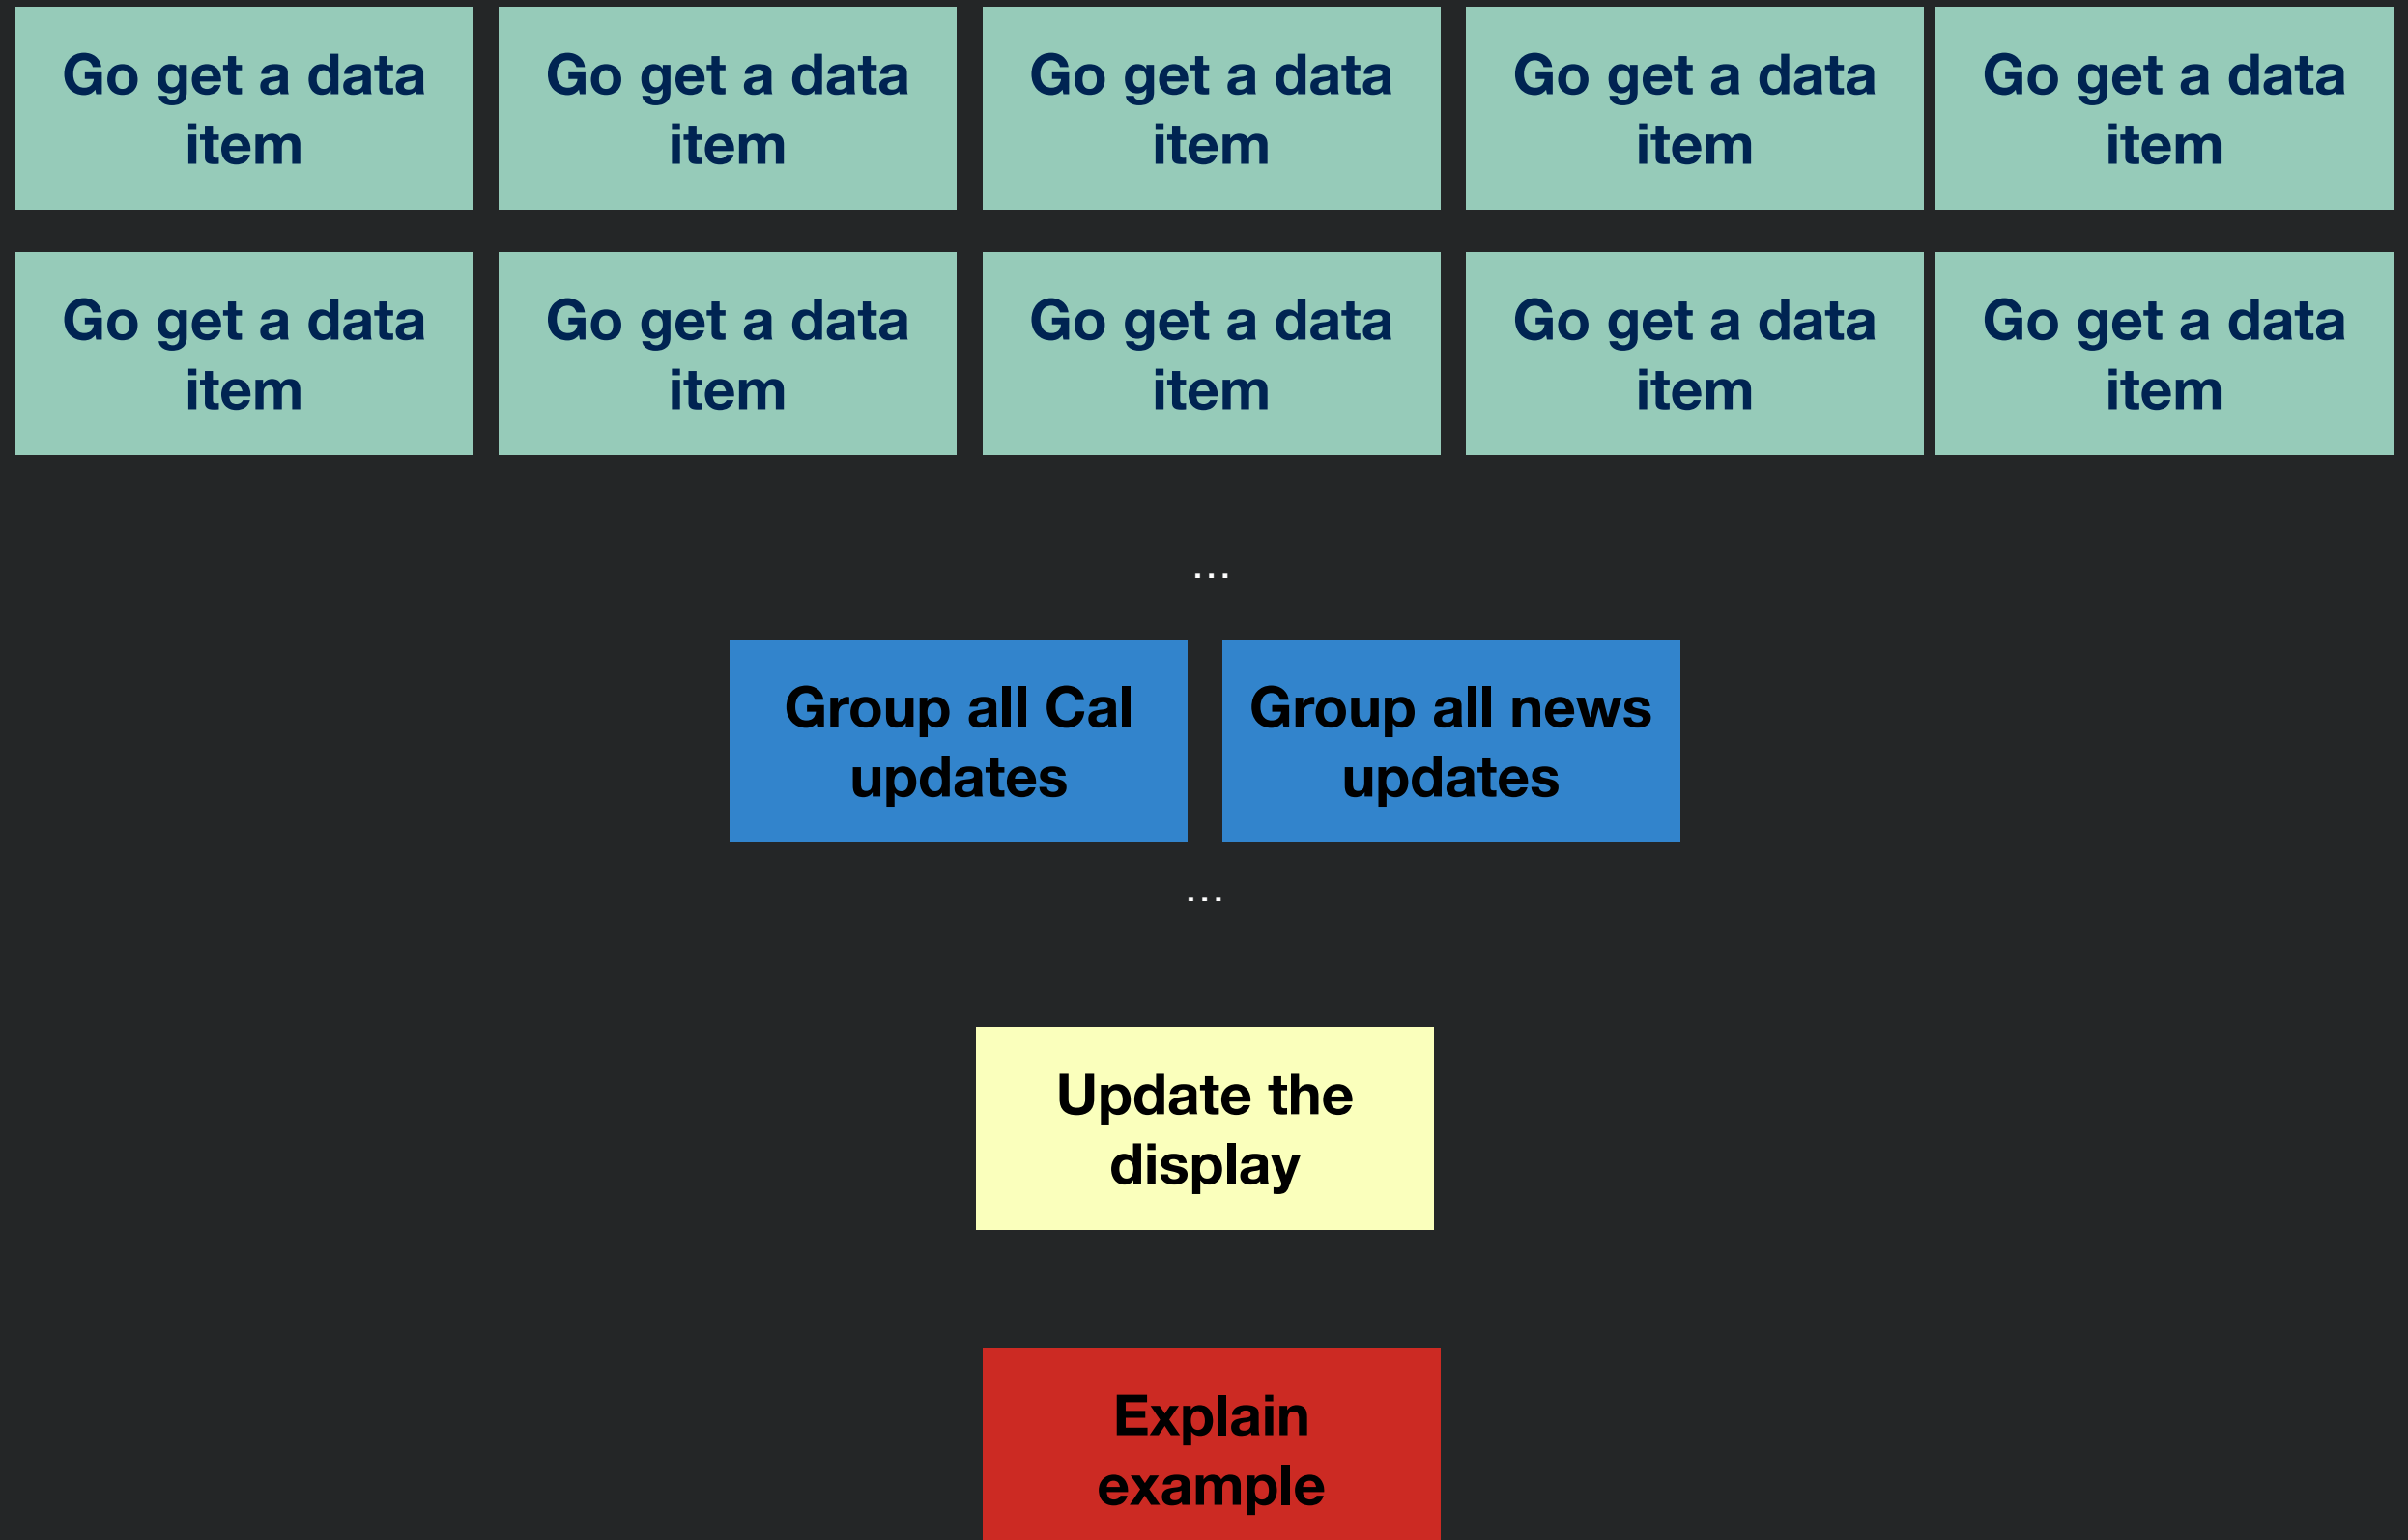 Go get a data
item
Go get a data
item
Go get a data
item
Go get a data
item
Go get a data
item
Go get a data
item
Go get a data
item
Go get a data
item
Go get a data
item
Go get a data
item
...
Group all Cal
updates
Group all news
updates
...
Update the
display
Explain
example